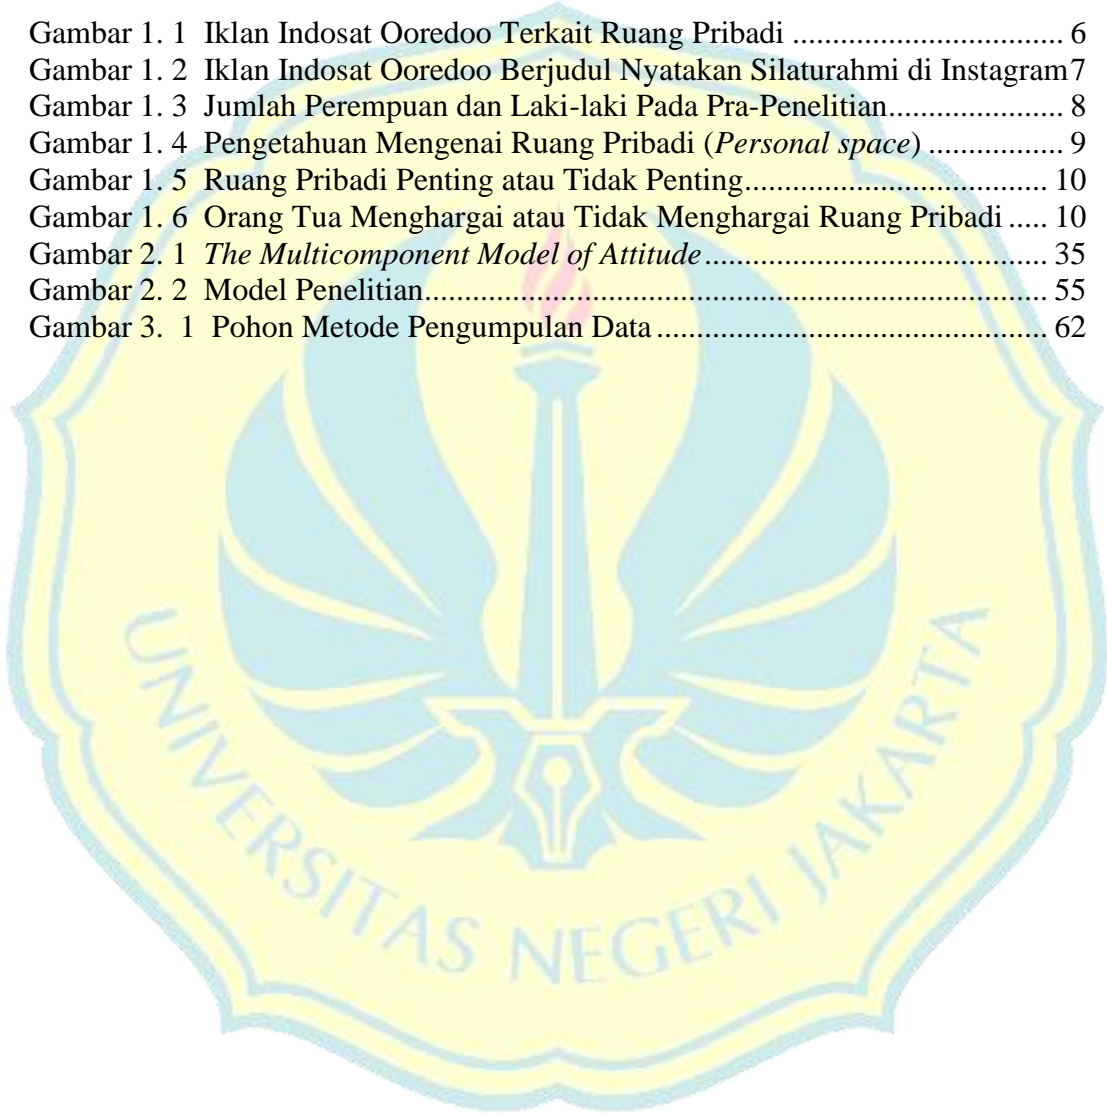 Gambar 1. 1  Iklan Indosat Ooredoo Terkait Ruang Pribadi ................................. 6
Gambar 1. 2  Iklan Indosat Ooredoo Berjudul Nyatakan Silaturahmi di Instagram7
Gambar 1. 3  Jumlah Perempuan dan Laki-laki Pada Pra-Penelitian..................... 8
Gambar 1. 4  Pengetahuan Mengenai Ruang Pribadi (Personal space) ................ 9
Gambar 1. 5  Ruang Pribadi Penting atau Tidak Penting..................................... 10
Gambar 1. 6  Orang Tua Menghargai atau Tidak Menghargai Ruang Pribadi ..... 10
Gambar 2. 1  The Multicomponent Model of Attitude.......................................... 35
Gambar 2. 2  Model Penelitian............................................................................ 55
Gambar 3.  1  Pohon Metode Pengumpulan Data ................................................ 62
UNIVERSITAS NEGERI JAKARTA